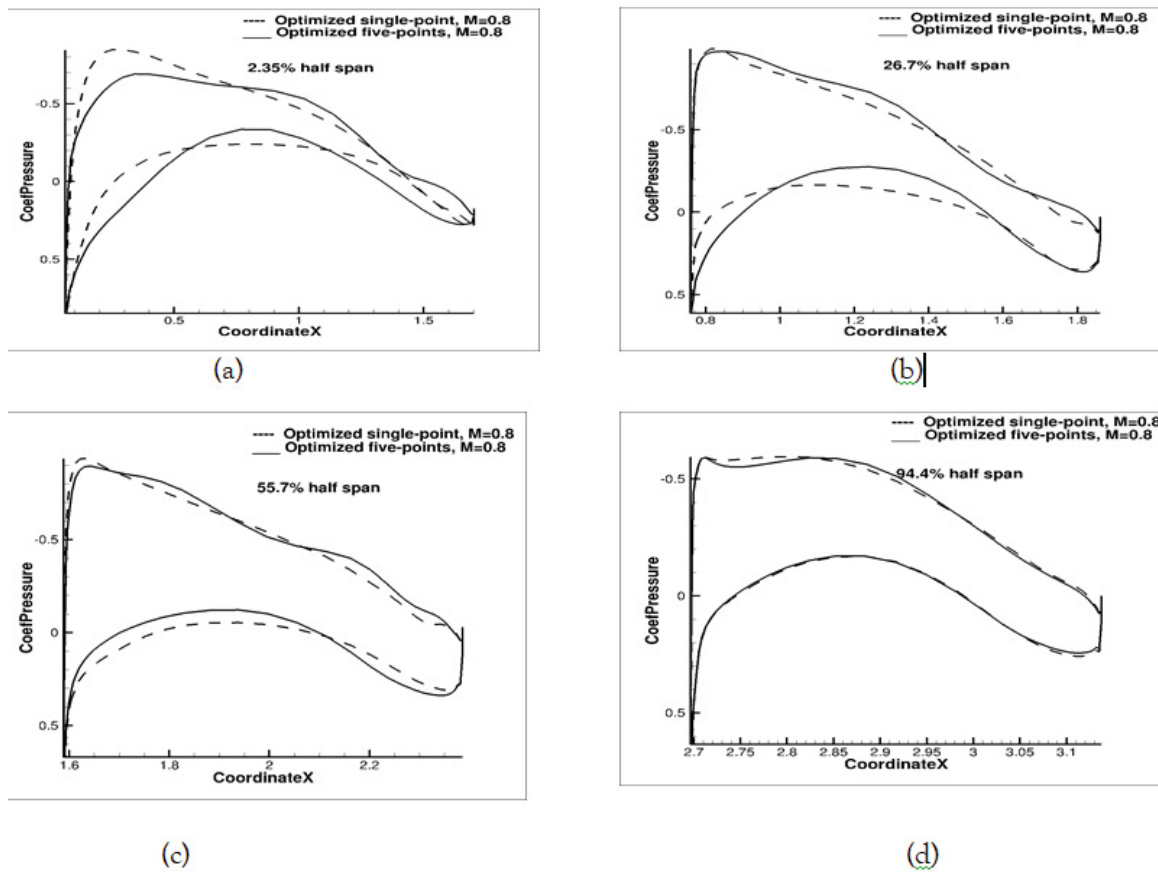 Optimized single-point, M=0.8
Optimized five-points, M=0.8
2.35% half span
-0.5
0
0.5
CoefPressure
0.5
1
1.5
CoordinateX
(a)
Optimized single-point, M=0.8
Optimized five-points, M=0.8
26.7% half span
-0.5
0
0.5
CoefPressure
0.8
1
1.2
1.4
1.6
1.8
CoordinateX
(b)
Optimized single-point, M=0.8
Optimized five-points, M=0.8
55.7% half span
-0.5
0
0.5
CoefPressure
1.6
1.8
2
2.2
CoordinateX
(c)
Optimized single-point, M=0.8
Optimized five-points, M=0.8
94.4% half span
-0.5
0
0.5
CoefPressure
2.7
2.75
2.8
2.85
2.9
2.95
3
3.05
3.1
CoordinateX
(d)